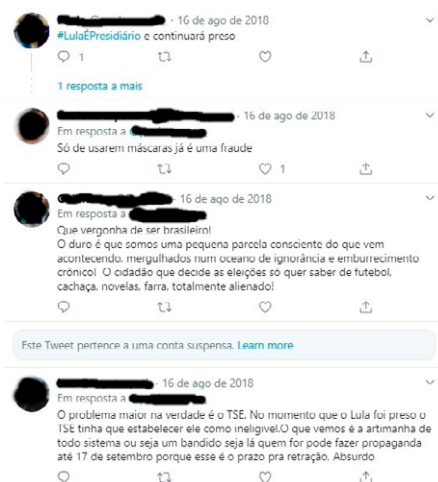 · 16 de ago de 2018
#LulaÉPresidiário e continuará preso
1
1 resposta a mais
· 16 de ago de 2018
Em resposta a
Só de usarem máscaras já é uma fraude
1
· 16 de ago de 2018
Em resposta a
Que vergonha de ser brasileiro!
O duro é que somos uma pequena parcela consciente do que vem
acontecendo, mergulhados num oceano de ignorância e emburrecimento
crônico! O cidadão que decide as eleições só quer saber de futebol,
cachaça, novelas, farra, totalmente alienado!
Este Tweet pertence a uma conta suspensa. Learn more
· 16 de ago de 2018
Em resposta a
O problema maior na verdade é o TSE. No momento que o Lula foi preso o
TSE tinha que estabelecer ele como ineligivel.O que vemos é a artimanha de
todo sistema ou seja um bandido seja lá quem for pode fazer propaganda
até 17 de setembro porque esse é o prazo pra retração. Absurdo